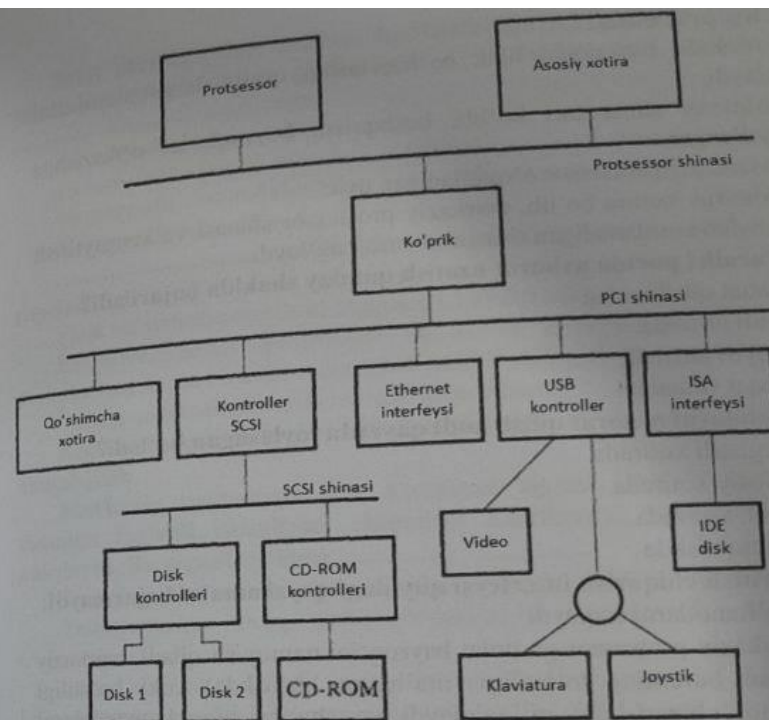 Protsessor
Asosiy xotira
Protsessor shinasi
Ko'prik
PCI shinasi
Qo'shimcha
xotira
Kontroller
SCSI
Ethernet
interfeysi
USB
kontroller
ISA
interfeysi
SCSI shinasi
Disk
kontrolleri
CD-ROM
kontrolleri
Video
IDE
disk
Disk 1
Disk 2
CD-ROM
Klaviatura
Joystik